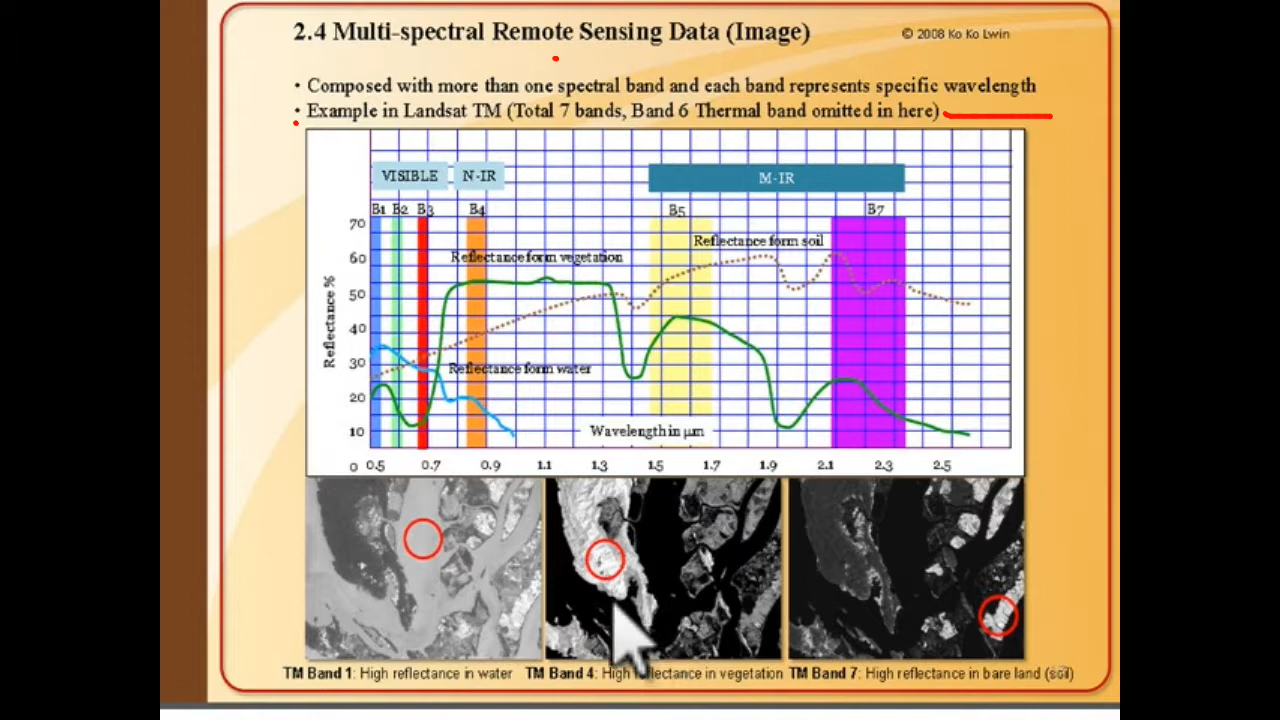 2.4 Multi-spectral Remote Sensing Data (Image)
© 2008 Ko Ko Lwin
• Composed with more than one spectral band and each band represents specific wavelength
• Example in Landsat TM (Total 7 bands, Band 6 Thermal band omitted in here)
VISIBLE N-IR M-IR
B1 B2 B3 B4 B5 B7
Reflectance form soil
Reflectance form vegetation
Reflectance form water
Reflectance %
70
60
50
40
30
20
10
0
Wavelength in µm
0.5 0.7 0.9 1.1 1.3 1.5 1.7 1.9 2.1 2.3 2.5
TM Band 1: High reflectance in water
TM Band 4: High reflectance in vegetation
TM Band 7: High reflectance in bare land (soil)